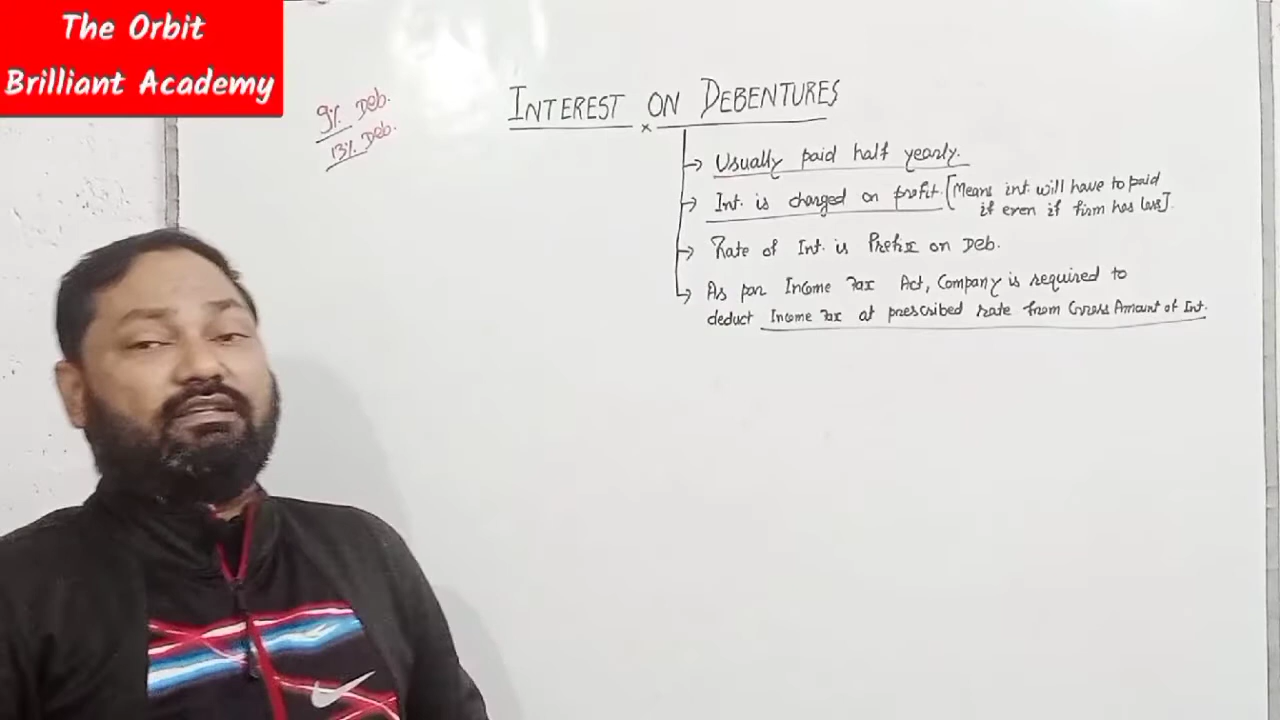 The Orbit
Brilliant Academy
9% Deb.
13% Deb.
INTEREST ON DEBENTURES
Usually paid half yearly.
Int. is charged on profit. [Means int. will have to paid
if even if firm has loss].
Rate of Int. is Prefix on Deb.
As par Income Tax Act, Company is required to
deduct Income Tax at prescribed rate from Gross Amount of Int.